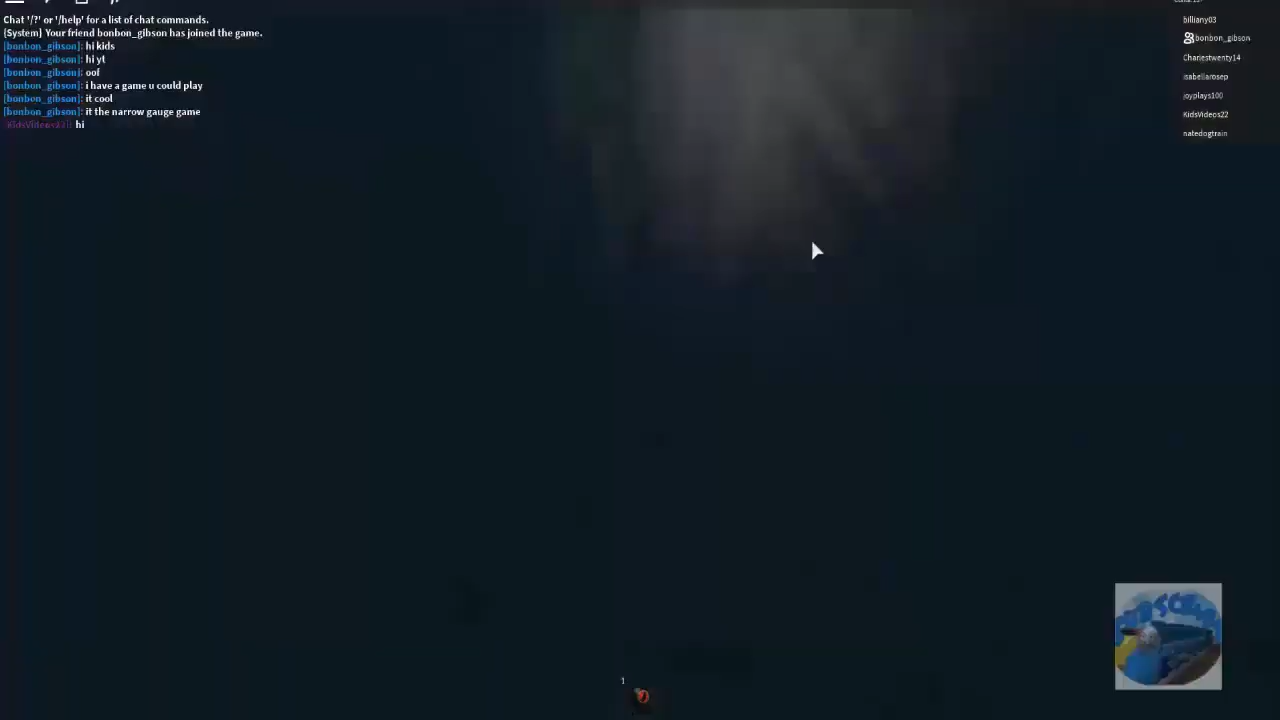 Chat '/?' or '/help' for a list of chat commands.
{System} Your friend bonbon_gibson has joined the game.
[bonbon_gibson]: hi kids
[bonbon_gibson]: hi yt
[bonbon_gibson]: oof
[bonbon_gibson]: i have a game u could play
[bonbon_gibson]: it cool
[bonbon_gibson]: it the narrow gauge game
[KidsVideos22]: hi
billiany03
bonbon_gibson
Charlestwenty14
isabellarosep
joyplays100
KidsVideos22
natedogtrain
1